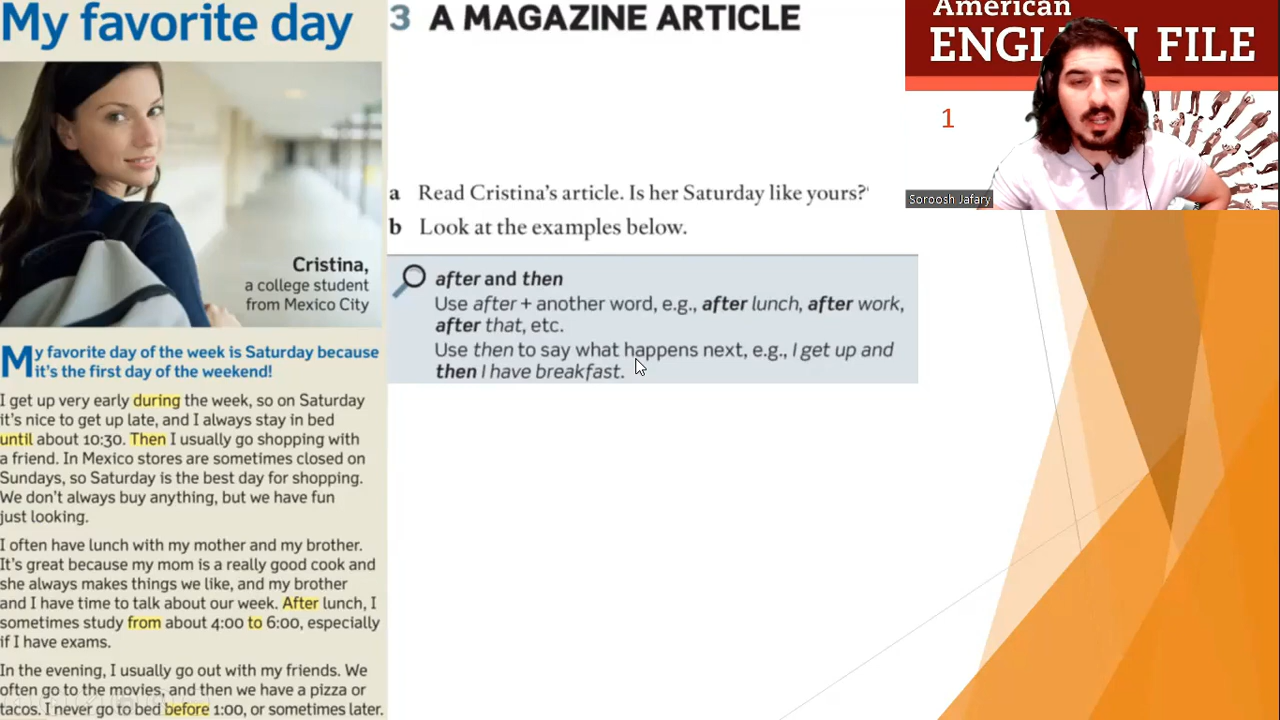 My favorite day
Cristina,
a college student
from Mexico City
My favorite day of the week is Saturday because
it's the first day of the weekend!
I get up very early during the week, so on Saturday
it's nice to get up late, and I always stay in bed
until about 10:30. Then I usually go shopping with
a friend. In Mexico stores are sometimes closed on
Sundays, so Saturday is the best day for shopping.
We don't always buy anything, but we have fun
just looking.
I often have lunch with my mother and my brother.
It's great because my mom is a really good cook and
she always makes things we like, and my brother
and I have time to talk about our week. After lunch, I
sometimes study from about 4:00 to 6:00, especially
if I have exams.
In the evening, I usually go out with my friends. We
often go to the movies, and then we have a pizza or
tacos. I never go to bed before 1:00, or sometimes later.
3 A MAGAZINE ARTICLE
a Read Cristina's article. Is her Saturday like yours?
b Look at the examples below.
after and then
Use after + another word, e.g., after lunch, after work,
after that, etc.
Use then to say what happens next, e.g., I get up and
then I have breakfast.
American
ENGL FILE
1
Soroosh Jafary